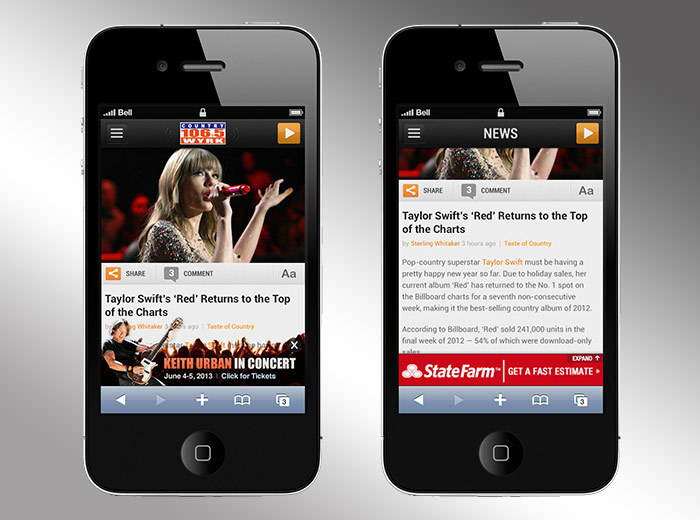 Bell
COUNTRY
106.5
WYRK
SHARE
3
COMMENT
Aa
Taylor Swift's ‘Red’ Returns to the Top
of the Charts
by Sterling Whitaker 3 hours ago | Taste of Country
KEITH URBAN IN CONCERT
June 4-5, 2013 | Click for Tickets
X
3
Bell
NEWS
SHARE
3
COMMENT
Aa
Taylor Swift's ‘Red’ Returns to the Top
of the Charts
by Sterling Whitaker 3 hours ago | Taste of Country
Pop-country superstar Taylor Swift must be having a
pretty happy new year so far. Due to holiday sales, her
current album ‘Red’ has returned to the No. 1 spot on
the Billboard charts for a seventh non-consecutive
week, making it the best-selling country album of 2012.
According to Billboard, ‘Red’ sold 241,000 units in the
final week of 2012 — 54% of which were download-only
sales
EXPAND
StateFarm™ | GET A FAST ESTIMATE >
3